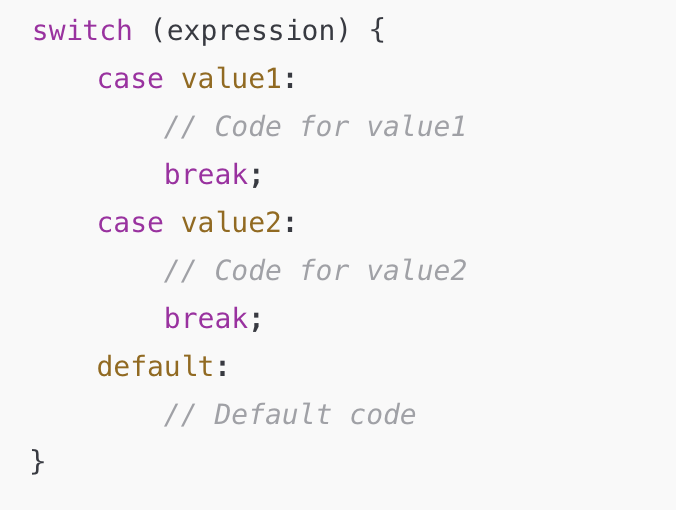 switch (expression) {
    case value1:
        // Code for value1
        break;
    case value2:
        // Code for value2
        break;
    default:
        // Default code
}